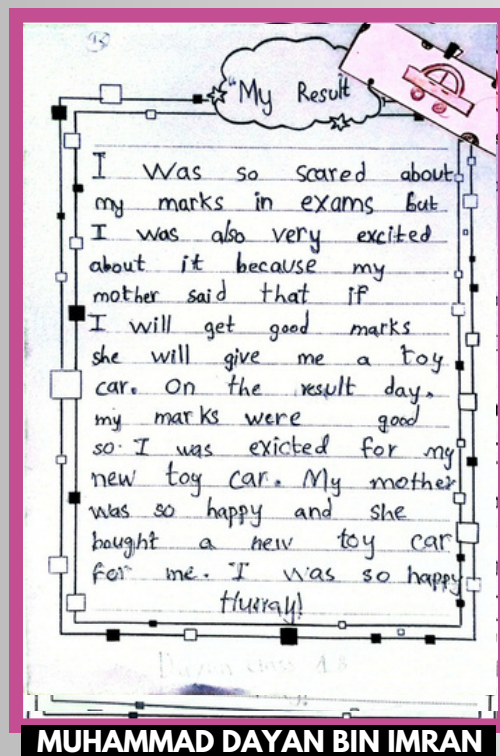 "My Result
I was so scared about
my marks in exams but
I was also very excited
about it because my
mother said that if
I will get good marks
she will give me a toy
car. On the result day,
my marks were good
so I was exicted for my
new toy car. My mother
was so happy and she
bought a new toy car
for me. I was so happy
Hurray!
MUHAMMAD DAYAN BIN IMRAN